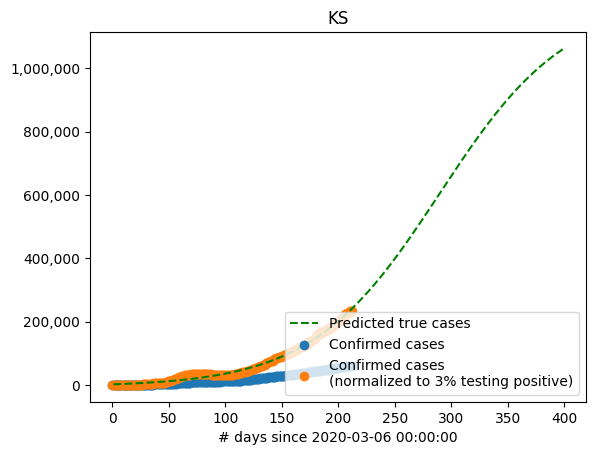 KS
1,000,000
800,000
600,000
400,000
200,000
0
Predicted true cases
Confirmed cases
Confirmed cases
(normalized to 3% testing positive)
0 50 100 150 200 250 300 350 400
# days since 2020-03-06 00:00:00